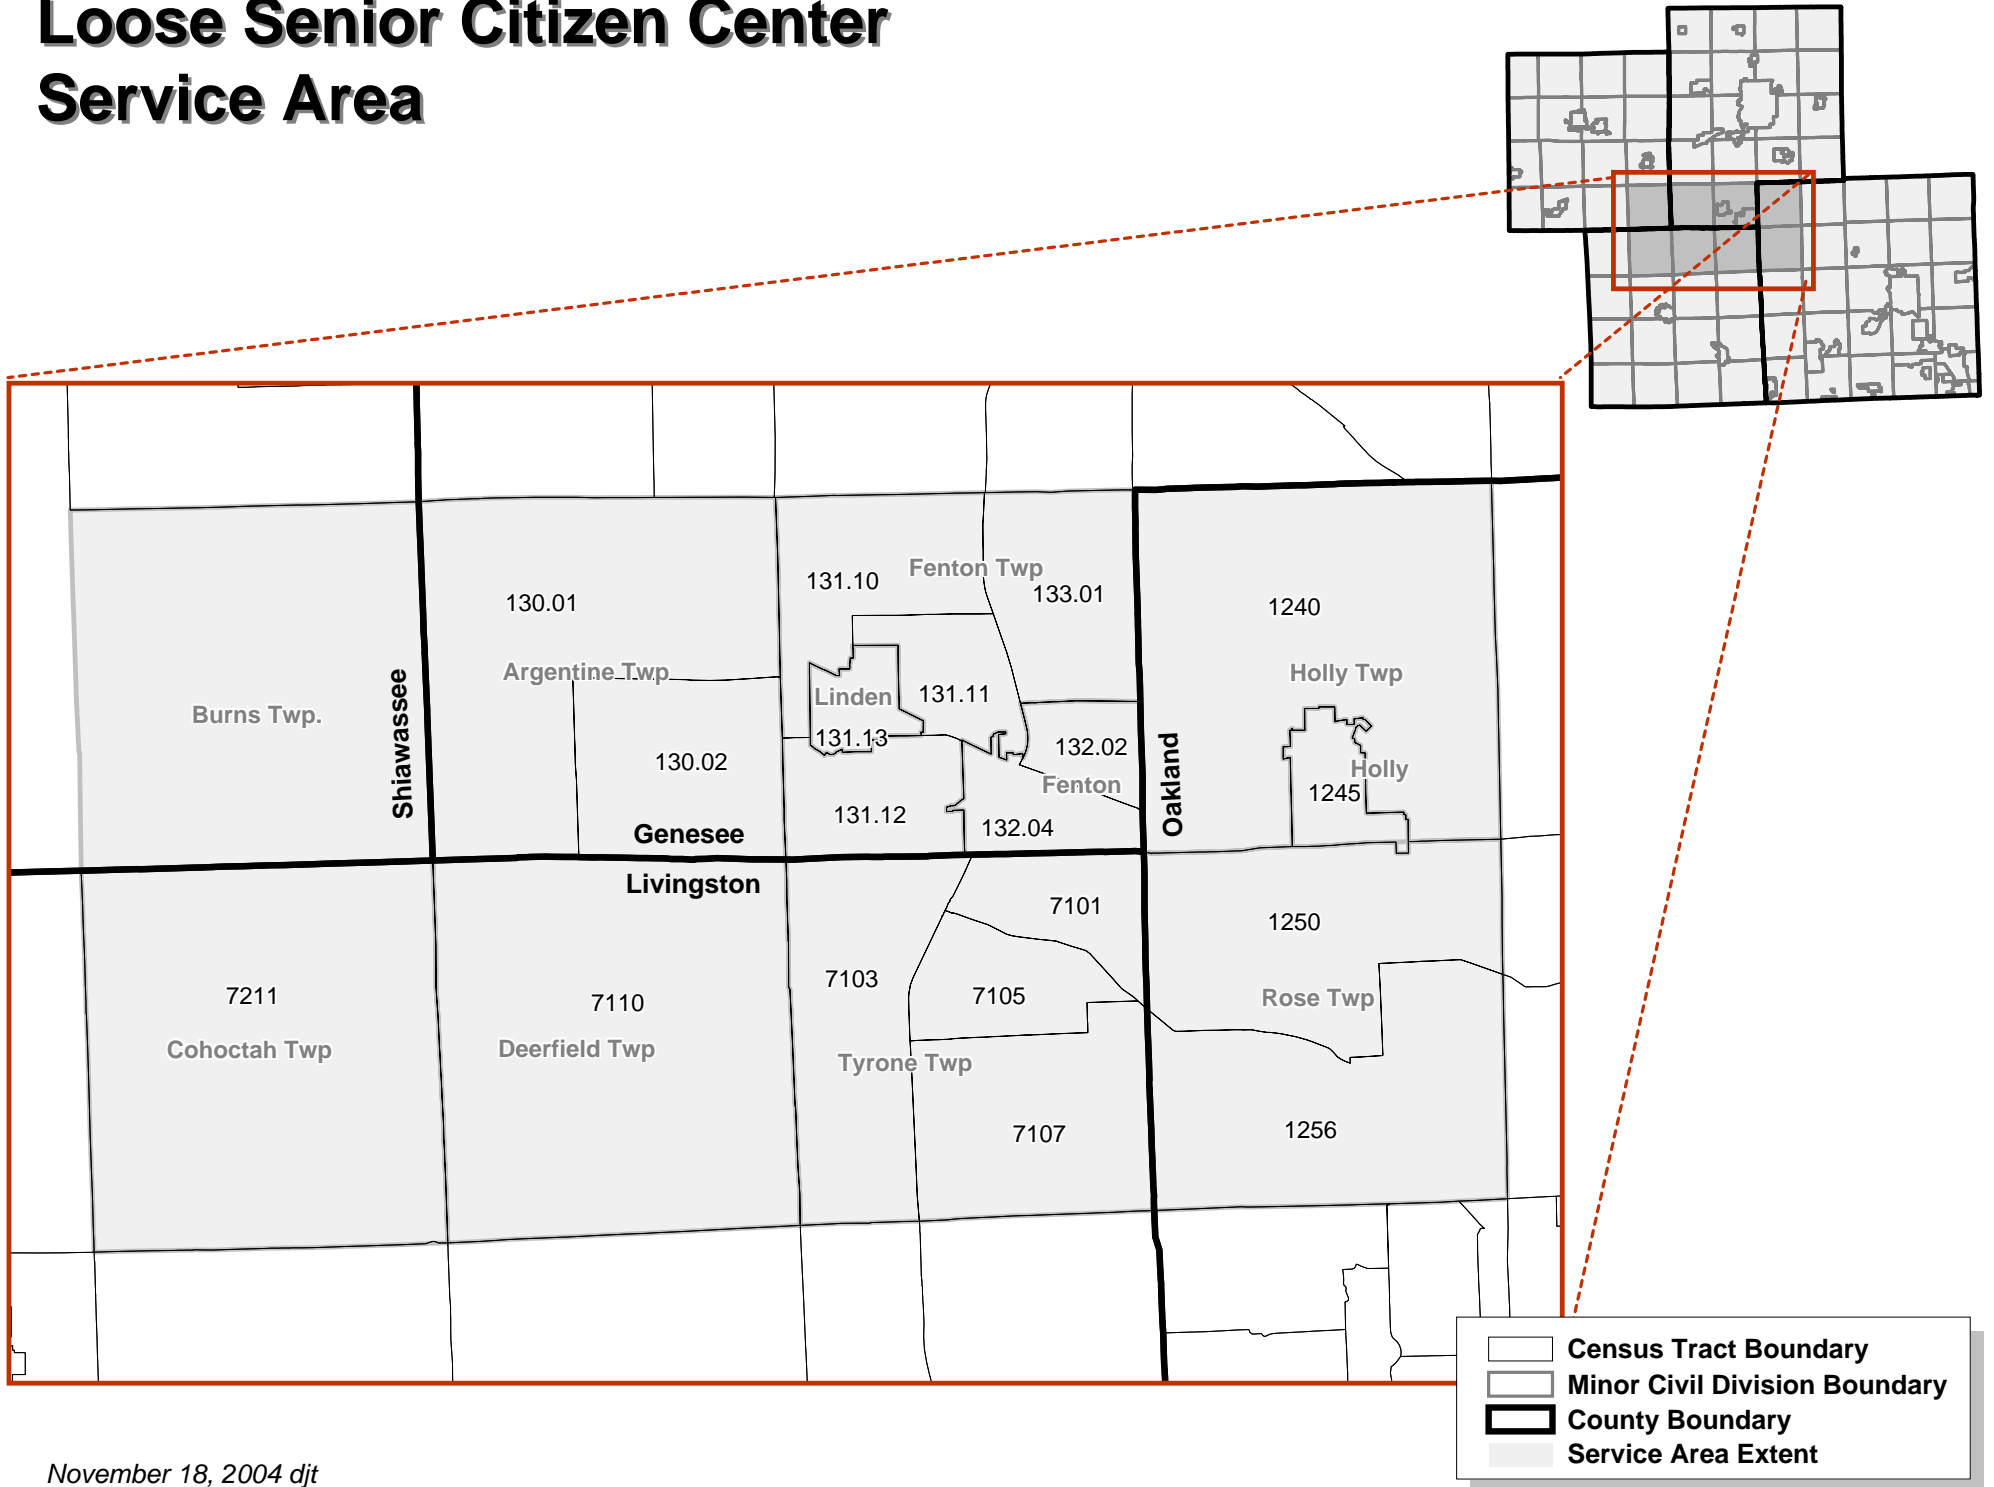 Loose Senior Citizen Center
Service Area
Fenton Twp
131.10
133.01
130.01
1240
Argentine Twp
Holly Twp
Linden
131.11
Burns Twp.
Shiawassee
131.13
132.02
Oakland
130.02
Holly
Fenton
1245
131.12
132.04
Genesee
Livingston
7101
1250
7103
7211
7110
7105
Rose Twp
Cohoctah Twp
Deerfield Twp
Tyrone Twp
7107
1256
Census Tract Boundary
Minor Civil Division Boundary
County Boundary
Service Area Extent
November 18, 2004 djt